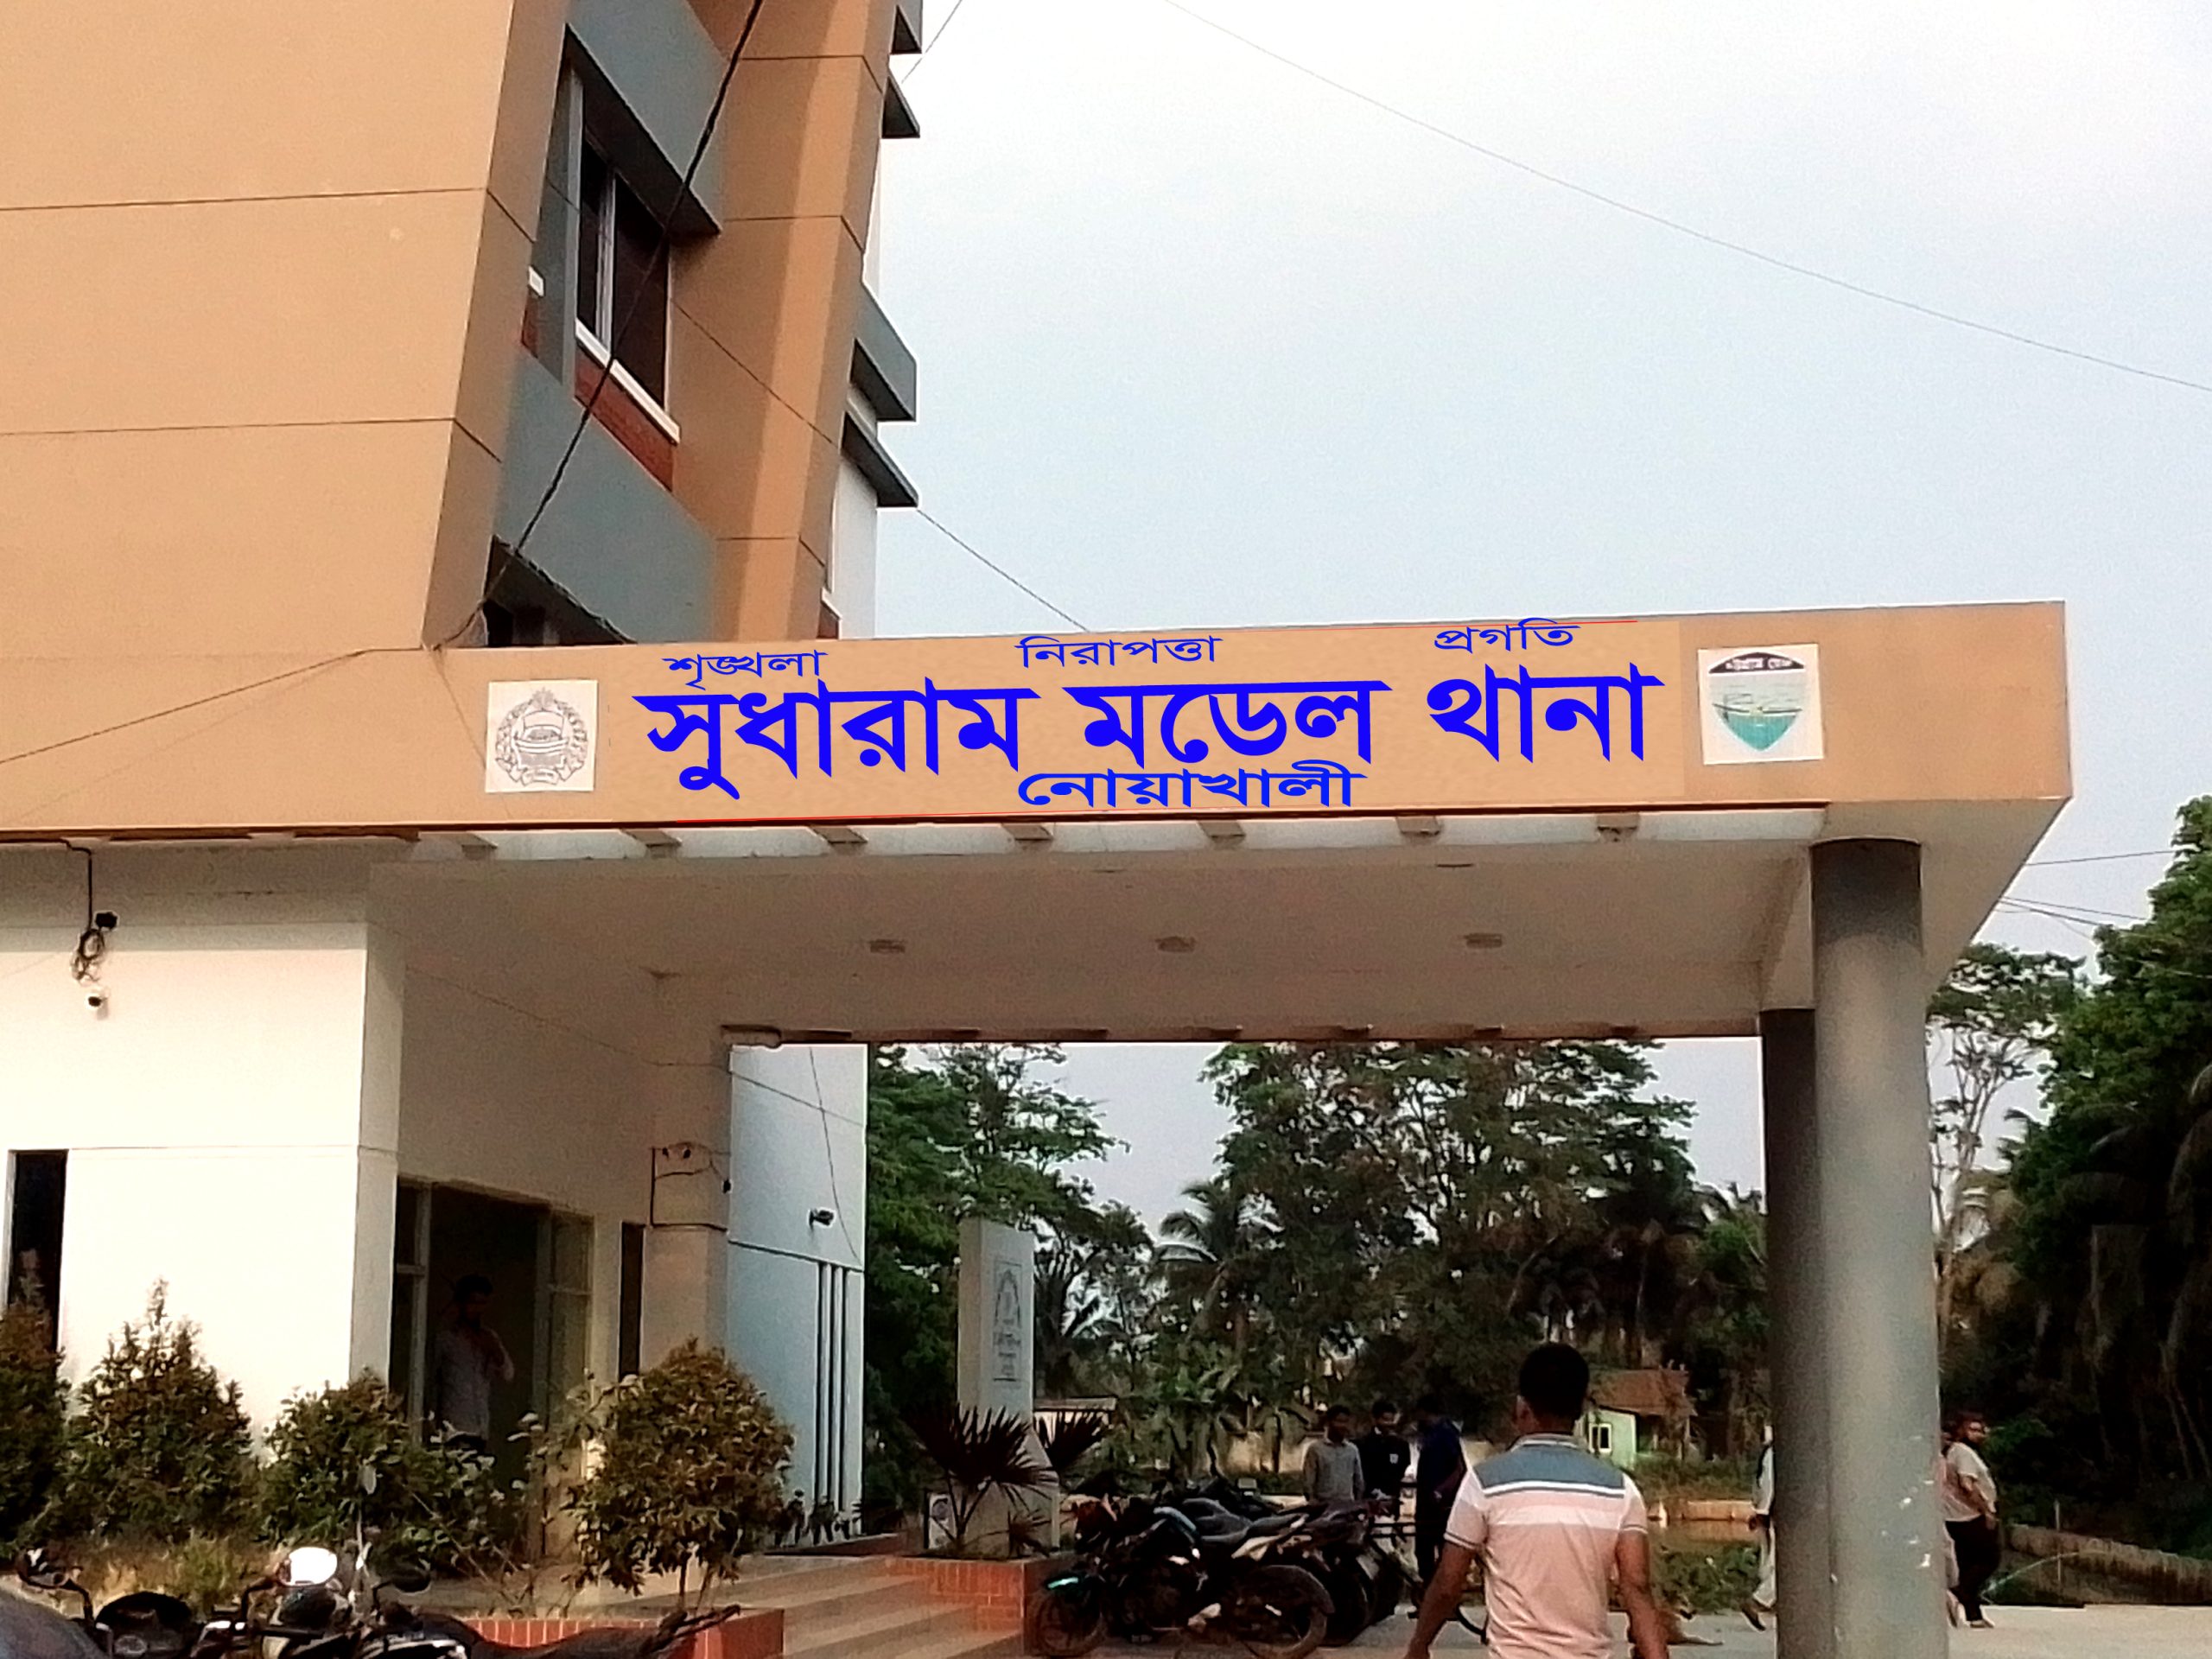 শৃঙ্খলা নিরাপত্তা প্রগতি
সুধারাম মডেল থানা
নোয়াখালী